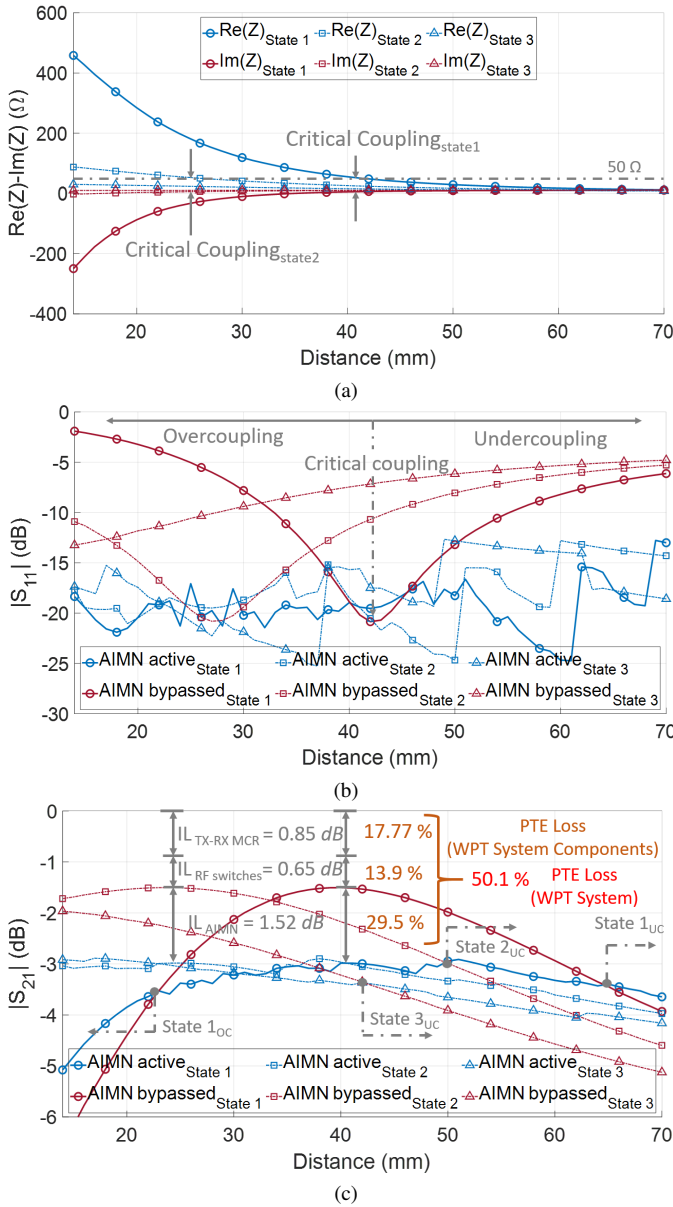 600
400
200
0
-200
-400
Re(Z)-Im(Z) (Ω)
Re(Z)State 1 Re(Z)State 2 Re(Z)State 3
Im(Z)State 1 Im(Z)State 2 Im(Z)State 3
Critical Couplingstate1
50 Ω
Critical Couplingstate2
20 30 40 50 60 70
Distance (mm)
(a)
0
-5
-10
-15
-20
-25
-30
|S11| (dB)
Overcoupling
Undercoupling
Critical coupling
AIMN activeState 1 AIMN activeState 2 AIMN activeState 3
AIMN bypassedState 1 AIMN bypassedState 2 AIMN bypassedState 3
20 30 40 50 60 70
Distance (mm)
(b)
0
-1
-2
-3
-4
-5
-6
|S21| (dB)
ILTX-RX MCR = 0.85 dB
17.77 %
PTE Loss
(WPT System Components)
ILRF switches = 0.65 dB
13.9 %
50.1 %
PTE Loss
(WPT System)
ILAIMN = 1.52 dB
29.5 %
State 2UC
State 1UC
State 1OC
State 3UC
AIMN activeState 1 AIMN activeState 2 AIMN activeState 3
AIMN bypassedState 1 AIMN bypassedState 2 AIMN bypassedState 3
20 30 40 50 60 70
Distance (mm)
(c)